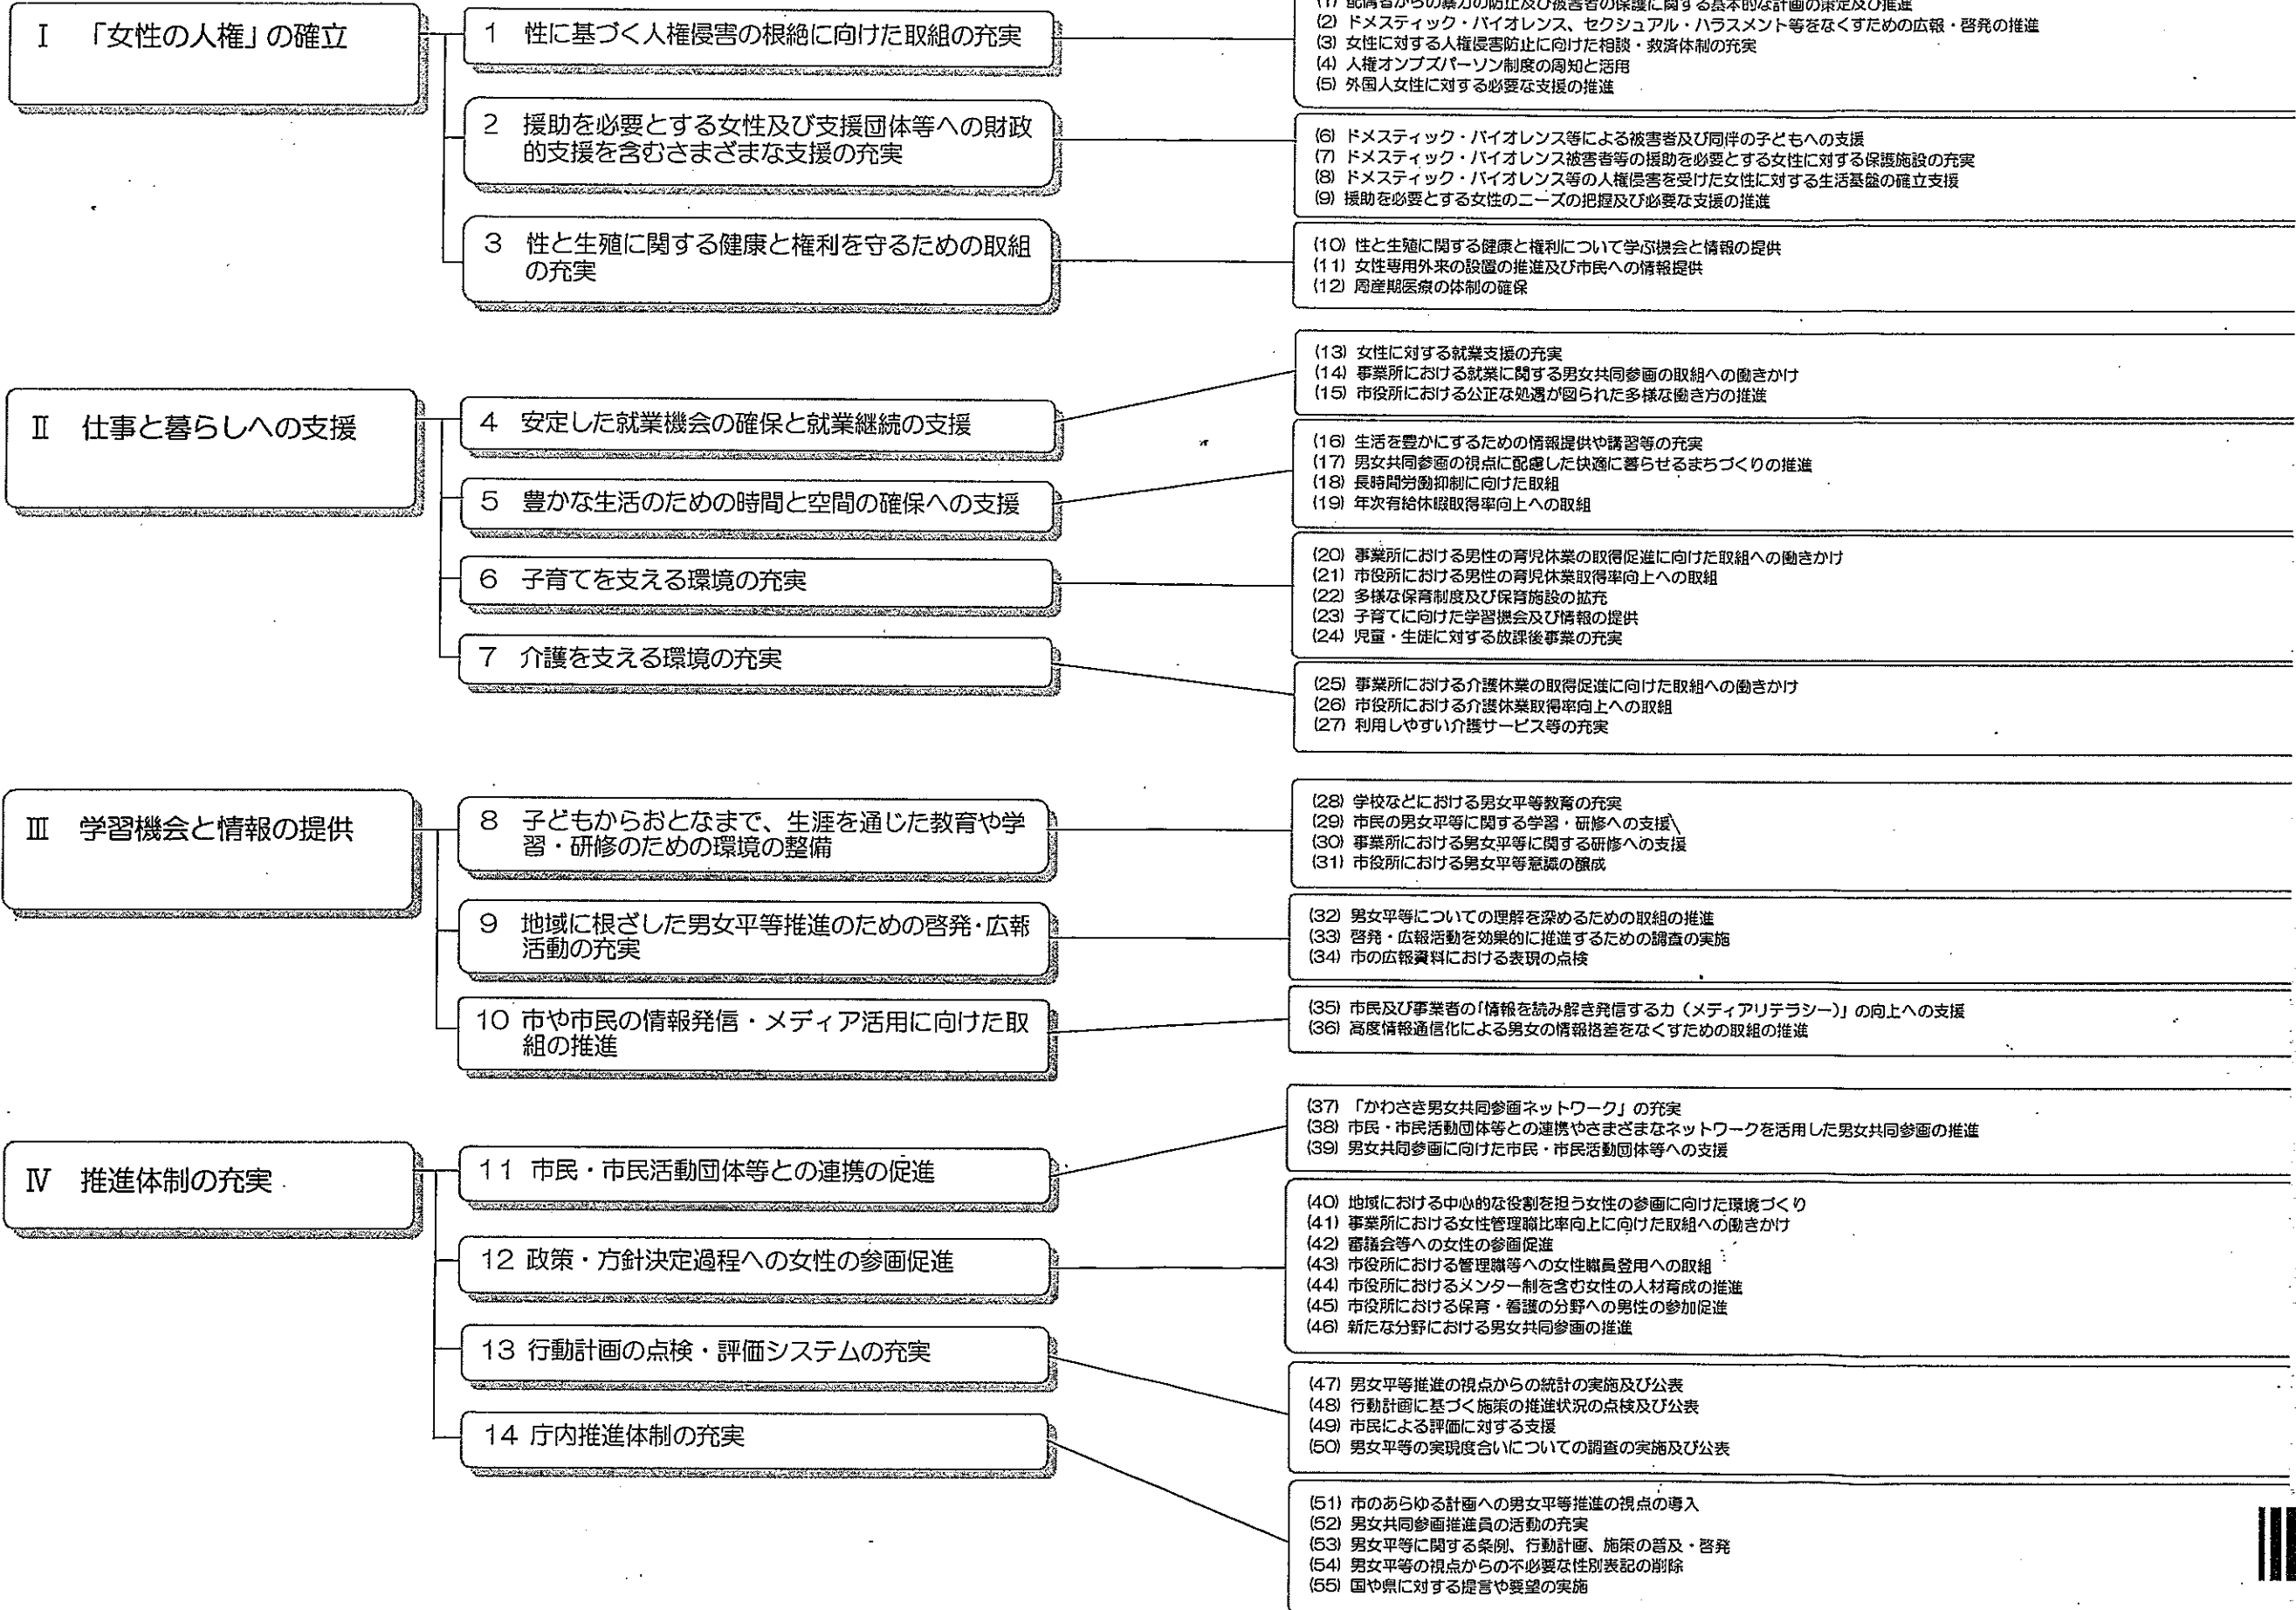 Ⅰ 「女性の人権」の確立
1 性に基づく人権侵害の根絶に向けた取組の充実
(1) 配偶者からの暴力の防止及び被害者の保護に関する基本的な計画の策定及び推進
(2) ドメスティック・バイオレンス、セクシュアル・ハラスメント等をなくすための広報・啓発の推進
(3) 女性に対する人権侵害防止に向けた相談・救済体制の充実
(4) 人権オンブズパーソン制度の周知と活用
(5) 外国人女性に対する必要な支援の推進
2 援助を必要とする女性及び支援団体等への財政
的支援を含むさまざまな支援の充実
(6) ドメスティック・バイオレンス等による被害者及び同伴の子どもへの支援
(7) ドメスティック・バイオレンス被害者等の援助を必要とする女性に対する保護施設の充実
(8) ドメスティック・バイオレンス等の人権侵害を受けた女性に対する生活基盤の確立支援
(9) 援助を必要とする女性のニーズの把握及び必要な支援の推進
3 性と生殖に関する健康と権利を守るための取組
の充実
(10) 性と生殖に関する健康と権利について学ぶ機会と情報の提供
(11) 女性専用外来の設置の推進及び市民への情報提供
(12) 周産期医療の体制の確保
Ⅱ 仕事と暮らしへの支援
4 安定した就業機会の確保と就業継続の支援
(13) 女性に対する就業支援の充実
(14) 事業所における就業に関する男女共同参画の取組への働きかけ
(15) 市役所における公正な処遇が図られた多様な働き方の推進
5 豊かな生活のための時間と空間の確保への支援
(16) 生活を豊かにするための情報提供や講習等の充実
(17) 男女共同参画の視点に配慮した快適に暮らせるまちづくりの推進
(18) 長時間労働抑制に向けた取組
(19) 年次有給休暇取得率向上への取組
6 子育てを支える環境の充実
(20) 事業所における男性の育児休業の取得促進に向けた取組への働きかけ
(21) 市役所における男性の育児休業取得率向上への取組
(22) 多様な保育制度及び保育施設の拡充
(23) 子育てに向けた学習機会及び情報の提供
(24) 児童・生徒に対する放課後事業の充実
7 介護を支える環境の充実
(25) 事業所における介護休業の取得促進に向けた取組への働きかけ
(26) 市役所における介護休業取得率向上への取組
(27) 利用しやすい介護サービス等の充実
Ⅲ 学習機会と情報の提供
8 子どもからおとなまで、生涯を通じた教育や学
習・研修のための環境の整備
(28) 学校などにおける男女平等教育の充実
(29) 市民の男女平等に関する学習・研修への支援
(30) 事業所における男女平等に関する研修への支援
(31) 市役所における男女平等意識の醸成
9 地域に根ざした男女平等推進のための啓発・広報
活動の充実
(32) 男女平等についての理解を深めるための取組の推進
(33) 啓発・広報活動を効果的に推進するための調査の実施
(34) 市の広報資料における表現の点検
10 市や市民の情報発信・メディア活用に向けた取
組の推進
(35) 市民及び事業者の「情報を読み解き発信する力（メディアリテラシー）」の向上への支援
(36) 高度情報通信化による男女の情報格差をなくすための取組の推進
Ⅳ 推進体制の充実
11 市民・市民活動団体等との連携の促進
(37) 「かわさき男女共同参画ネットワーク」の充実
(38) 市民・市民活動団体等との連携やさまざまなネットワークを活用した男女共同参画の推進
(39) 男女共同参画に向けた市民・市民活動団体等への支援
12 政策・方針決定過程への女性の参画促進
(40) 地域における中心的な役割を担う女性の参画に向けた環境づくり
(41) 事業所における女性管理職比率向上に向けた取組への働きかけ
(42) 審議会等への女性の参画促進
(43) 市役所における管理職等への女性職員登用への取組
(44) 市役所におけるメンター制を含む女性の人材育成の推進
(45) 市役所における保育・看護の分野への男性の参加促進
(46) 新たな分野における男女共同参画の推進
13 行動計画の点検・評価システムの充実
(47) 男女平等推進の視点からの統計の実施及び公表
(48) 行動計画に基づく施策の推進状況の点検及び公表
(49) 市民による評価に対する支援
(50) 男女平等の実現度合いについての調査の実施及び公表
14 庁内推進体制の充実
(51) 市のあらゆる計画への男女平等推進の視点の導入
(52) 男女共同参画推進員の活動の充実
(53) 男女平等に関する条例、行動計画、施策の普及・啓発
(54) 男女平等の視点からの不必要な性別表記の削除
(55) 国や県に対する提言や要望の実施